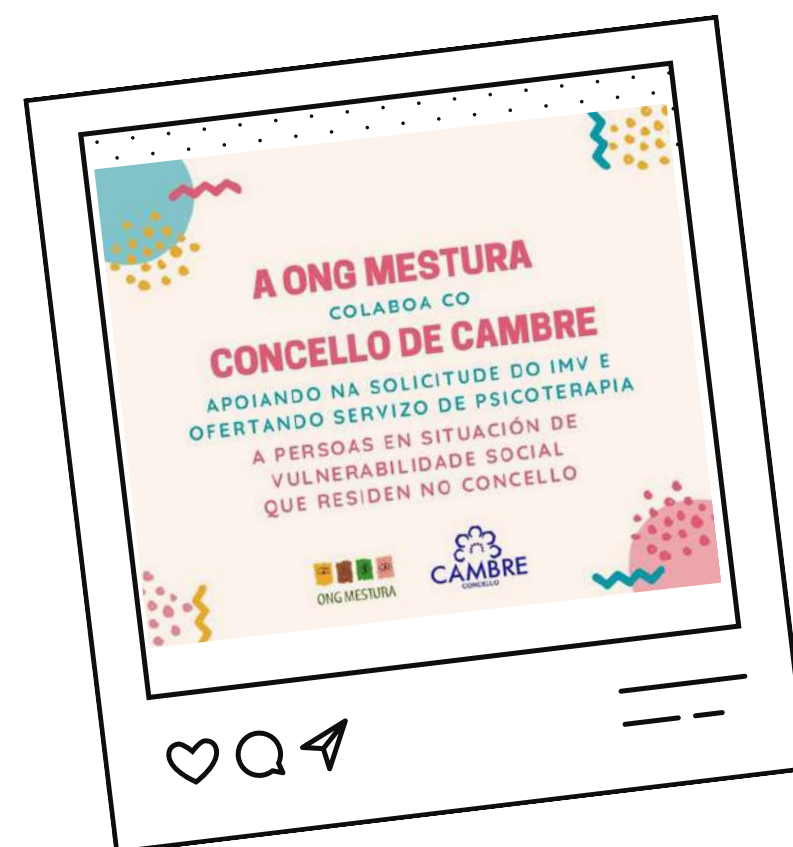 A ONG MESTURA
COLABOA CO
CONCELLO DE CAMBRE
APOIANDO NA SOLICITUDE DO IMV E
OFERTANDO SERVIZO DE PSICOTERAPIA
A PERSOAS EN SITUACIÓN DE
VULNERABILIDADE SOCIAL
QUE RESIDEN NO CONCELLO
ONG MESTURA
CAMBRE
CONCELLO